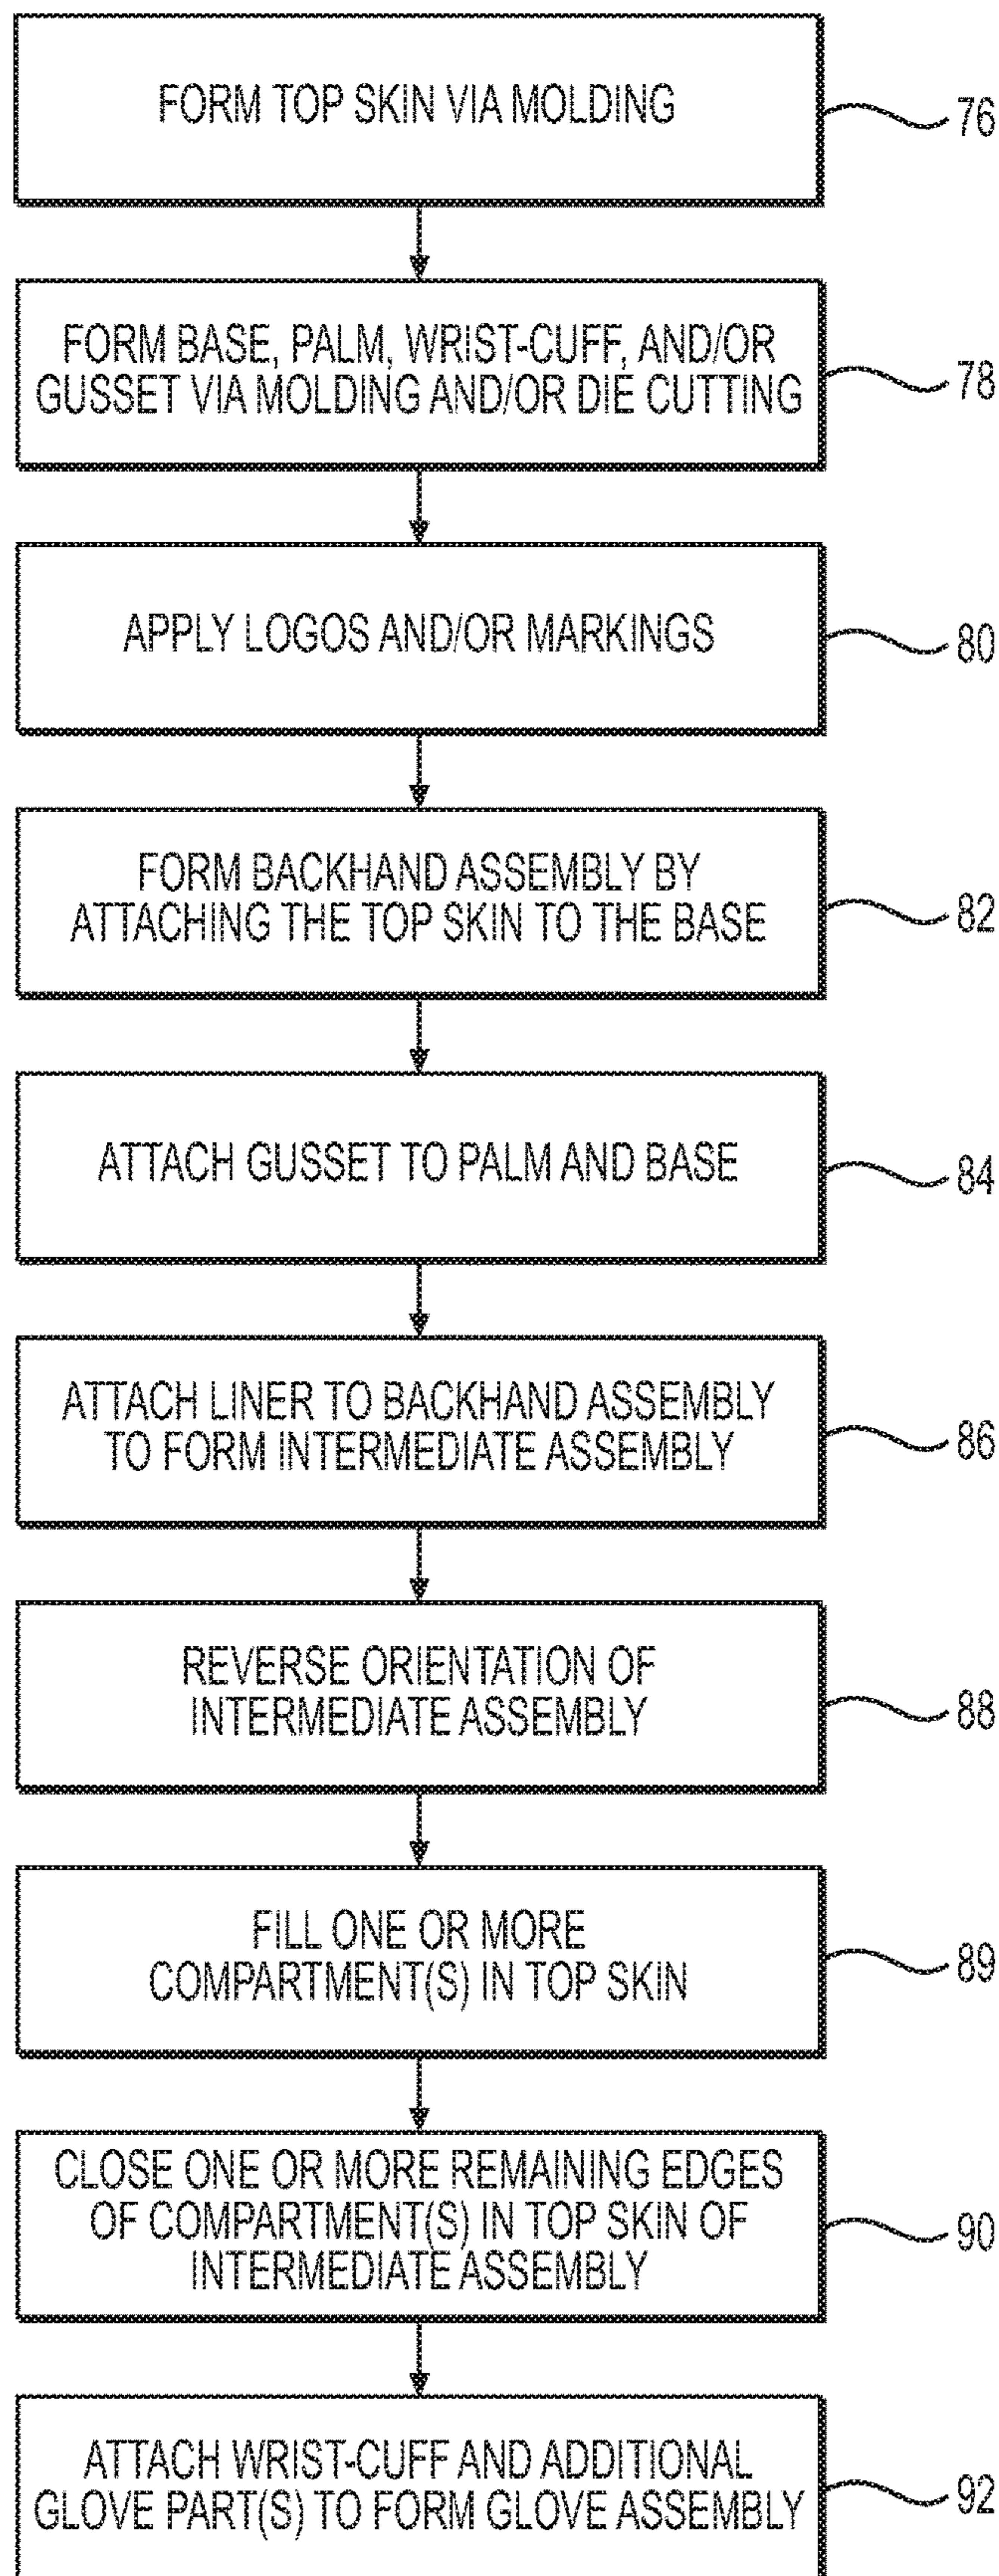 FORM TOP SKIN VIA MOLDING
76
FORM BASE, PALM, WRIST-CUFF, AND/OR
GUSSET VIA MOLDING AND/OR DIE CUTTING
78
APPLY LOGOS AND/OR MARKINGS
80
FORM BACKHAND ASSEMBLY BY
ATTACHING THE TOP SKIN TO THE BASE
82
ATTACH GUSSET TO PALM AND BASE
84
ATTACH LINER TO BACKHAND ASSEMBLY
TO FORM INTERMEDIATE ASSEMBLY
86
REVERSE ORIENTATION OF
INTERMEDIATE ASSEMBLY
88
FILL ONE OR MORE
COMPARTMENT(S) IN TOP SKIN
89
CLOSE ONE OR MORE REMAINING EDGES
OF COMPARTMENT(S) IN TOP SKIN OF
INTERMEDIATE ASSEMBLY
90
ATTACH WRIST-CUFF AND ADDITIONAL
GLOVE PART(S) TO FORM GLOVE ASSEMBLY
92